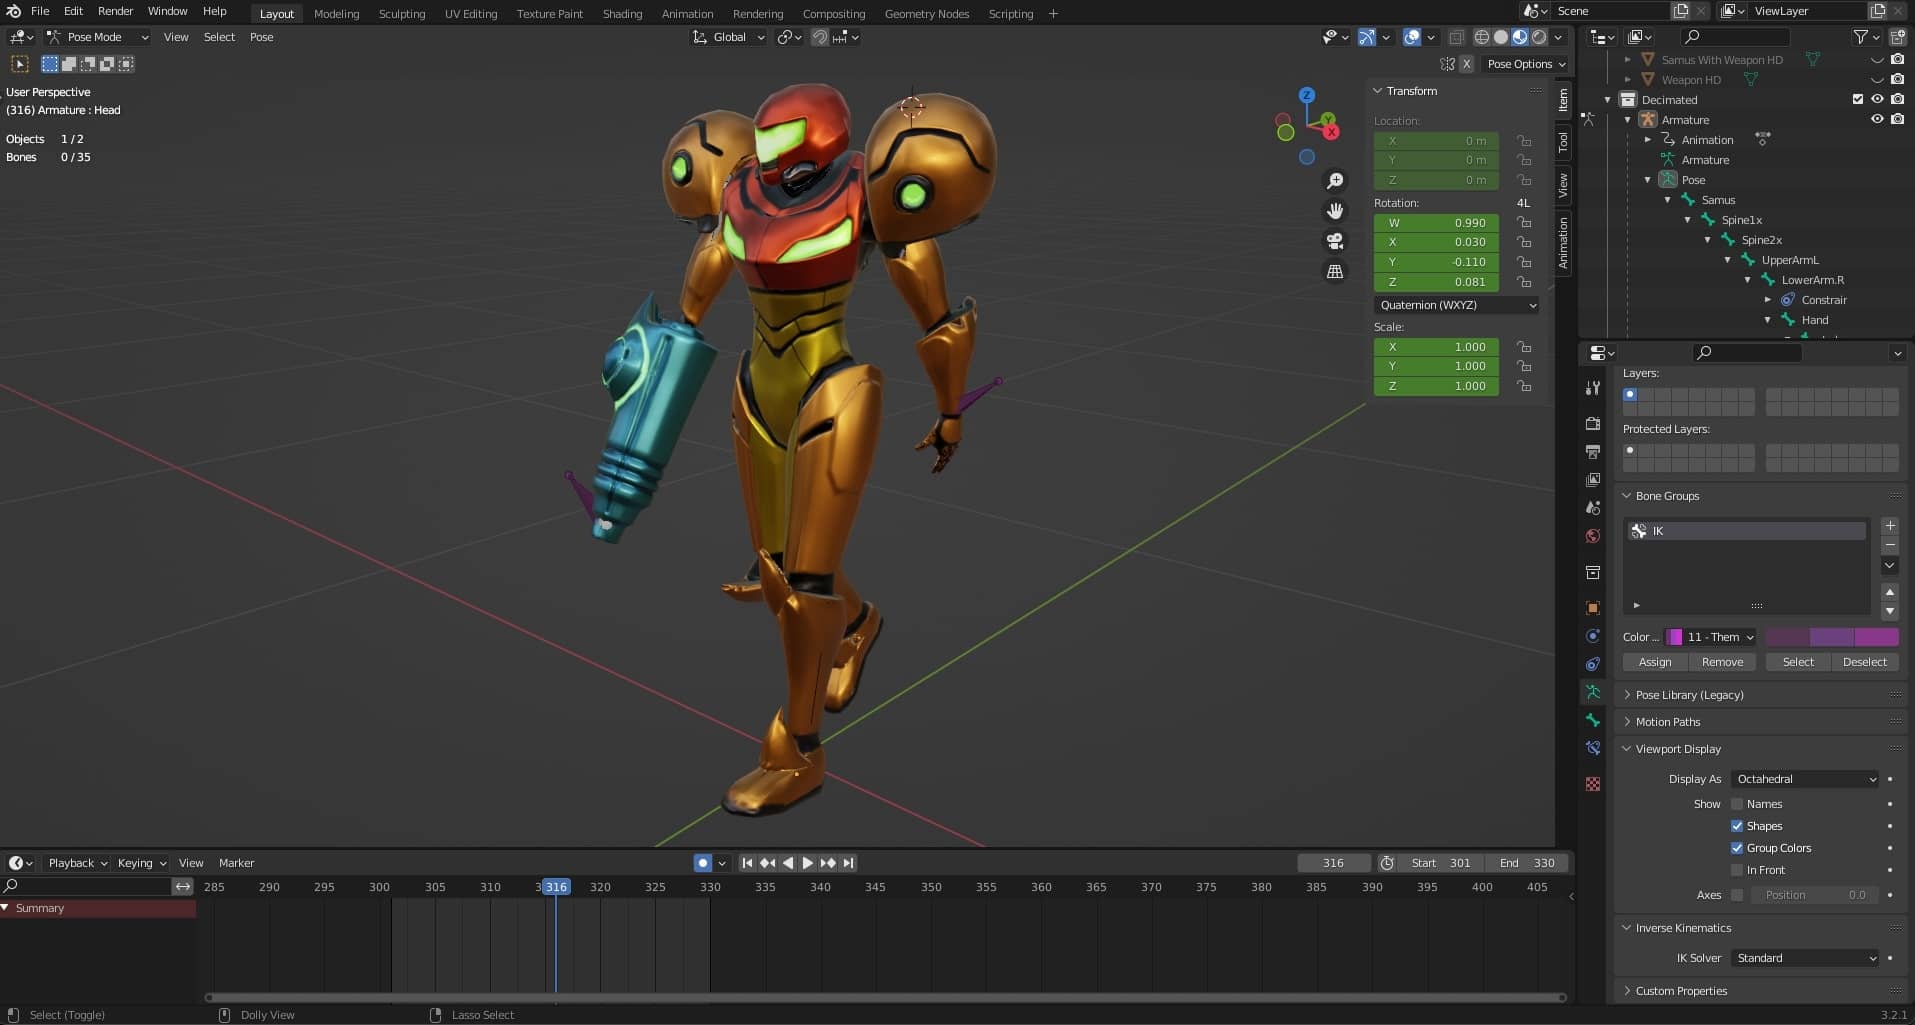 File Edit Render Window Help Layout Modeling Sculpting UV Editing Texture Paint Shading Animation Rendering Compositing Geometry Nodes Scripting + Scene ViewLayer
Pose Mode View Select Pose Global
X Pose Options
User Perspective
(316) Armature : Head
Objects 1 / 2
Bones 0 / 35
Z
Y
X
Transform
Location:
X 0 m
Y 0 m
Z 0 m
Rotation: 4L
W 0.990
X 0.030
Y -0.110
Z 0.081
Quaternion (WXYZ)
Scale:
X 1.000
Y 1.000
Z 1.000
Item
Tool
View
Animation
Samus With Weapon HD
Weapon HD
Decimated
Armature
Animation
Armature
Pose
Samus
Spine1x
Spine2x
UpperArmL
LowerArm.R
Constrair
Hand
Layers:
Protected Layers:
Bone Groups
IK
Color ... 11 - Them
Assign Remove Select Deselect
Pose Library (Legacy)
Motion Paths
Viewport Display
Display As Octahedral
Show Names
Shapes
Group Colors
In Front
Axes Position 0.0
Inverse Kinematics
IK Solver Standard
Custom Properties
Playback Keying View Marker 316 Start 301 End 330
285 290 295 300 305 310 3 316 320 325 330 335 340 345 350 355 360 365 370 375 380 385 390 395 400 405
Summary
Select (Toggle) Dolly View Lasso Select 3.2.1